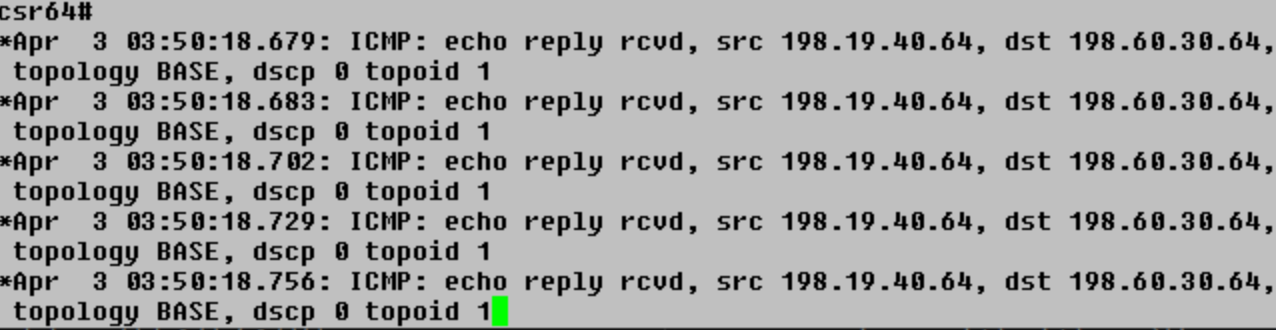 csr64#
*Apr  3 03:50:18.679: ICMP: echo reply rcvd, src 198.19.40.64, dst 198.60.30.64,
 topology BASE, dscp 0 topoid 1
*Apr  3 03:50:18.683: ICMP: echo reply rcvd, src 198.19.40.64, dst 198.60.30.64,
 topology BASE, dscp 0 topoid 1
*Apr  3 03:50:18.702: ICMP: echo reply rcvd, src 198.19.40.64, dst 198.60.30.64,
 topology BASE, dscp 0 topoid 1
*Apr  3 03:50:18.729: ICMP: echo reply rcvd, src 198.19.40.64, dst 198.60.30.64,
 topology BASE, dscp 0 topoid 1
*Apr  3 03:50:18.756: ICMP: echo reply rcvd, src 198.19.40.64, dst 198.60.30.64,
 topology BASE, dscp 0 topoid 1